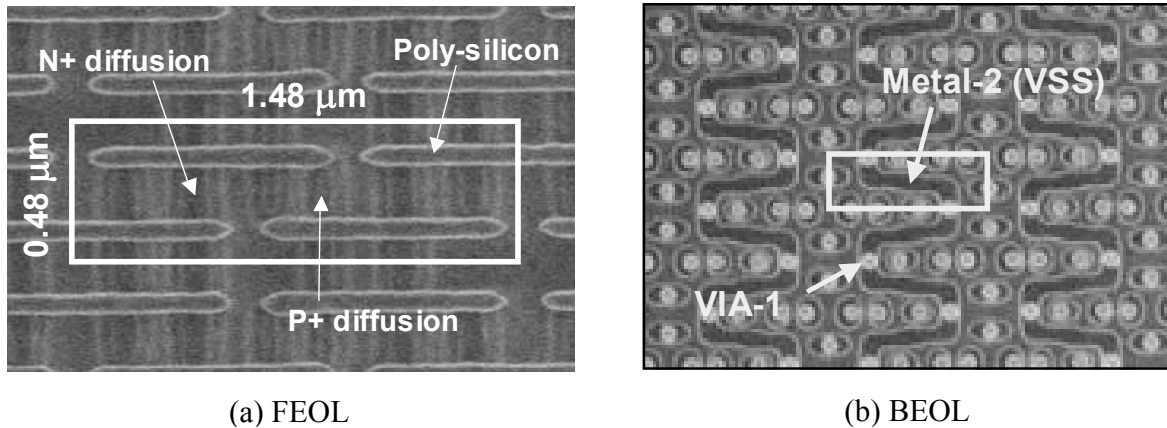 N+ diffusion
Poly-silicon
1.48 μm
0.48 μm
P+ diffusion
Metal-2 (VSS)
VIA-1
(a) FEOL
(b) BEOL